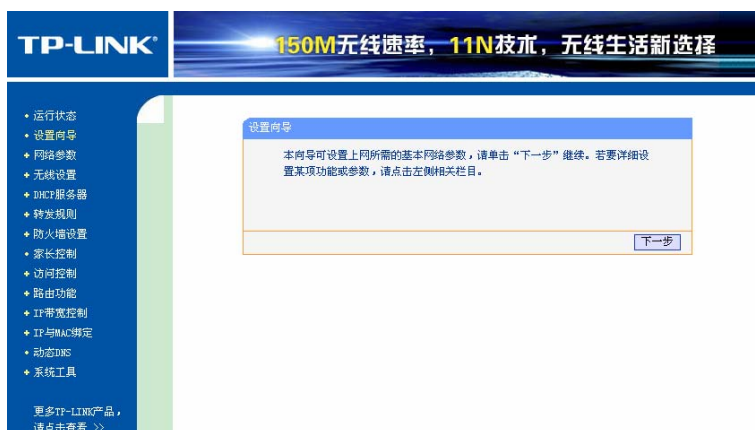 TP-LINK®
150M无线速率，11N技术，无线生活新选择
运行状态
设置向导
网络参数
无线设置
DHCP服务器
转发规则
防火墙设置
家长控制
访问控制
路由功能
IP带宽控制
IP与MAC绑定
动态DNS
系统工具
更多TP-LINK产品，
请点击查看 >>
设置向导
本向导可设置上网所需的基本网络参数，请单击“下一步”继续。若要详细设
置某项功能或参数，请点击左侧相关栏目。
下一步